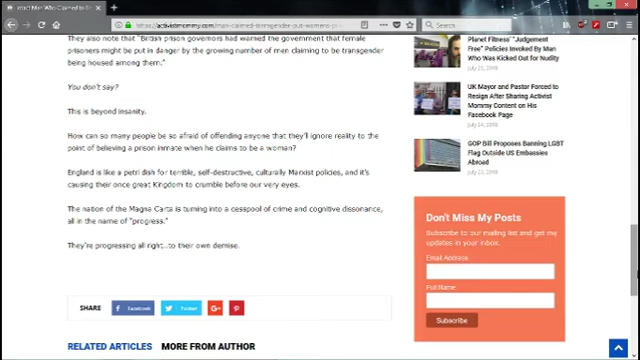 https://activistmommy.com/man-claimed-transgender-put-womens-p
Search
They also note that "British prison governors had warned the government that female
prisoners might be put in danger by the growing number of men claiming to be transgender
being housed among them."
You don't say?
This is beyond insanity.
How can so many people be so afraid of offending anyone that they'll ignore reality to the
point of believing a prison inmate when he claims to be a woman?
England is like a petri dish for terrible, self-destructive, culturally Marxist policies, and it's
causing their once great Kingdom to crumble before our very eyes.
The nation of the Magna Carta is turning into a cesspool of crime and cognitive dissonance,
all in the name of "progress."
They're progressing all right...to their own demise.
SHARE
Facebook
Twitter
RELATED ARTICLES MORE FROM AUTHOR
Planet Fitness' "Judgement
Free" Policies Invoked By Man
Who Was Kicked Out for Nudity
UK Mayor and Pastor Forced to
Resign After Sharing Activist
Mommy Content on His
Facebook Page
GOP Bill Proposes Banning LGBT
Flag Outside US Embassies
Abroad
Don't Miss My Posts
Subscribe to our mailing list and get my
updates in your inbox.
Email Address
Full Name
Subscribe